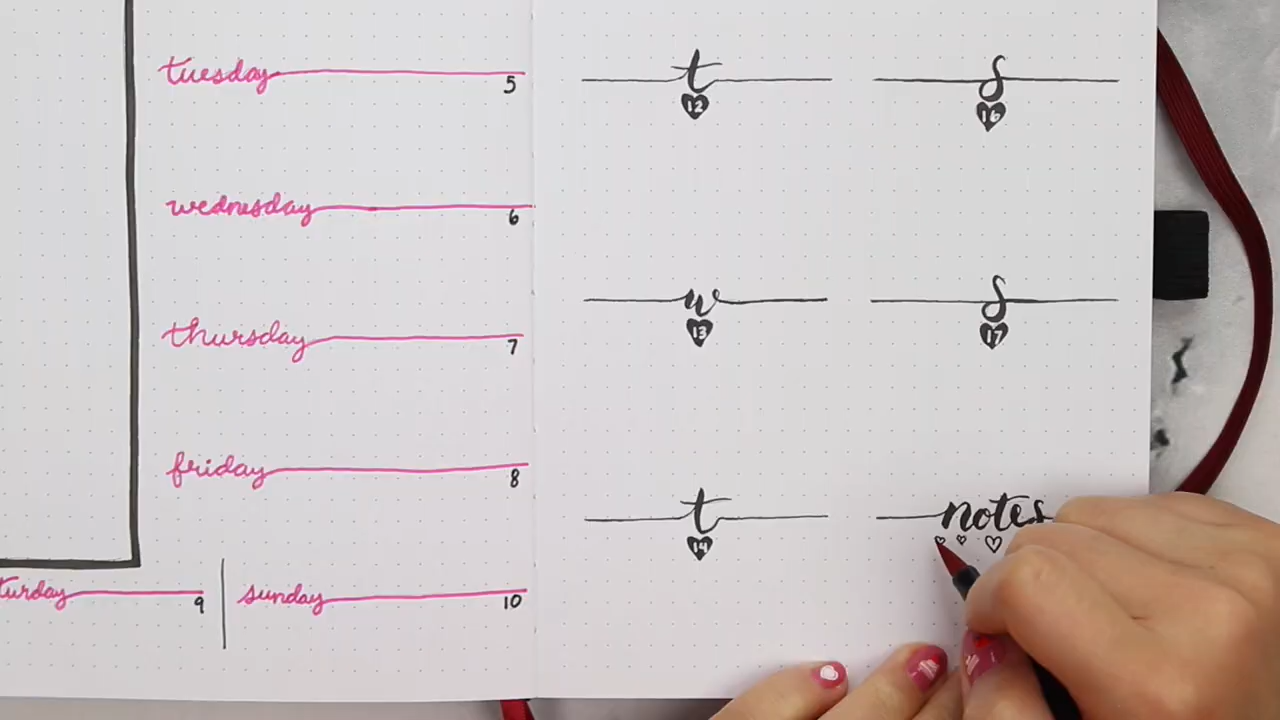 tuesday 5
wednesday 6
thursday 7
friday 8
turday 9
sunday 10
t
12
s
16
w
13
s
17
t
14
notes